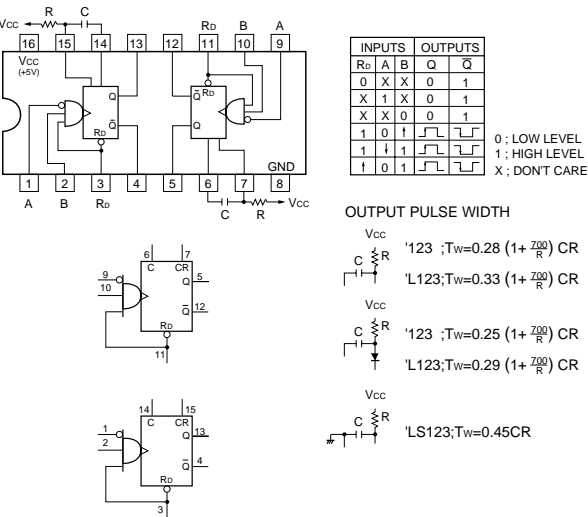 Vcc R C RD B A
16 15 14 13 12 11 10 9
Vcc
(+5V)
Q Q̅ RD
Q̅ Q
RD
GND
1 2 3 4 5 6 7 8
A B RD C R Vcc
INPUTS OUTPUTS
RD A B Q Q̅
0 X X 0 1
X 1 X 0 1
X X 0 0 1
1 0 ↑
1 ↓ 1
↑ 0 1
0 ; LOW LEVEL
1 ; HIGH LEVEL
X ; DON'T CARE
OUTPUT PULSE WIDTH
Vcc
C R
'123 ;Tw=0.28 (1+ 700/R) CR
'L123;Tw=0.33 (1+ 700/R) CR
Vcc
C R
'123 ;Tw=0.25 (1+ 700/R) CR
'L123;Tw=0.29 (1+ 700/R) CR
Vcc
C R
'LS123;Tw=0.45CR
6 7
C CR
9 Q 5
10
Q̅ 12
RD
11
14 15
C CR
1 Q 13
2
Q̅ 4
RD
3